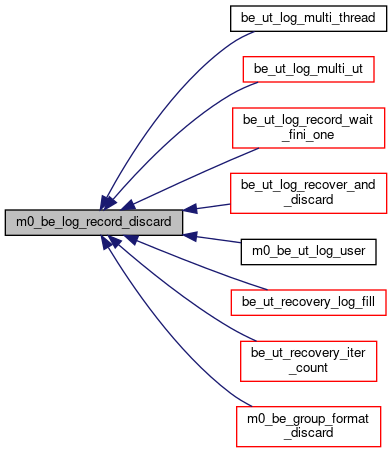 be_ut_log_multi_thread
be_ut_log_multi_ut
be_ut_log_record_wait
_fini_one
be_ut_log_recover_and
_discard
m0_be_log_record_discard
m0_be_ut_log_user
be_ut_recovery_log_fill
be_ut_recovery_iter
_count
m0_be_group_format
_discard